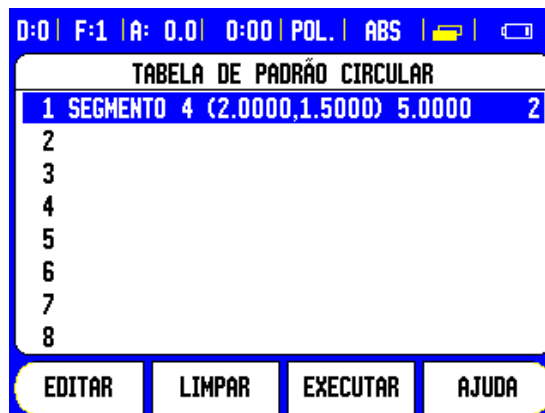 D:0| F:1 |A: 0.0| 0:00| POL. | ABS
TABELA DE PADRÃO CIRCULAR
1 SEGMENTO 4 (2.0000,1.5000) 5.0000 2
2
3
4
5
6
7
8
EDITAR LIMPAR EXECUTAR AJUDA